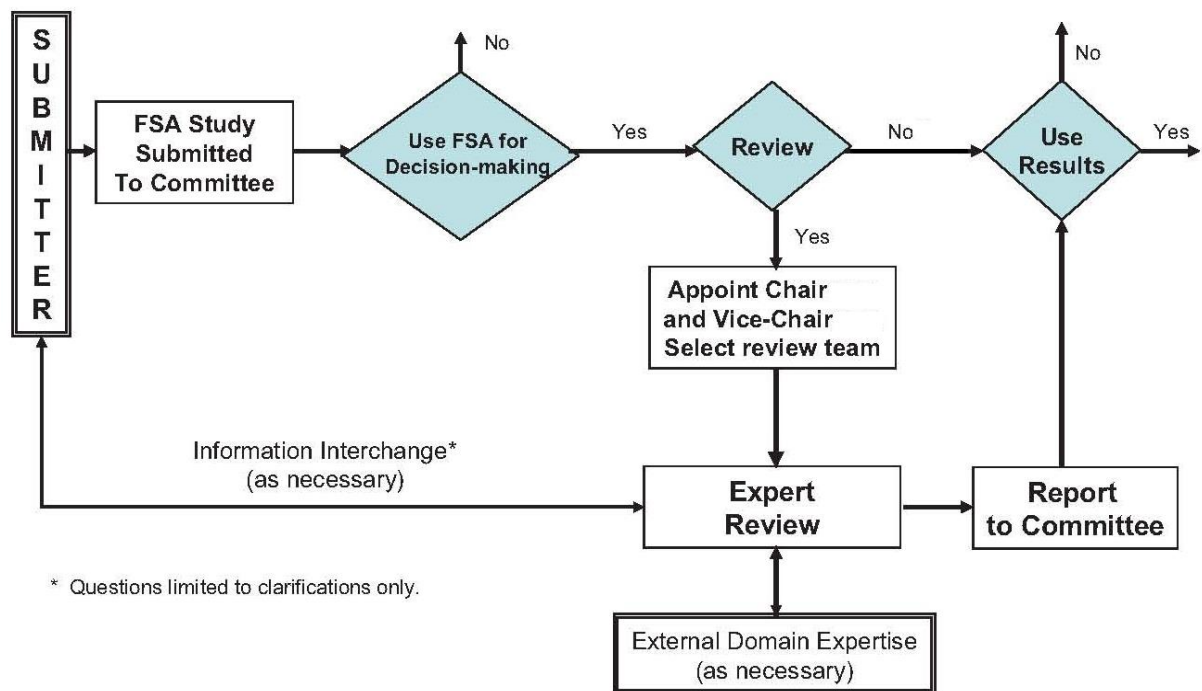 SUBMITTER
FSA Study
Submitted
To Committee
Use FSA for
Decision-making
No
Yes
Review
No
Yes
Use
Results
No
Yes
Appoint Chair
and Vice-Chair
Select review team
Information Interchange*
(as necessary)
Expert
Review
Report
to Committee
* Questions limited to clarifications only.
External Domain Expertise
(as necessary)